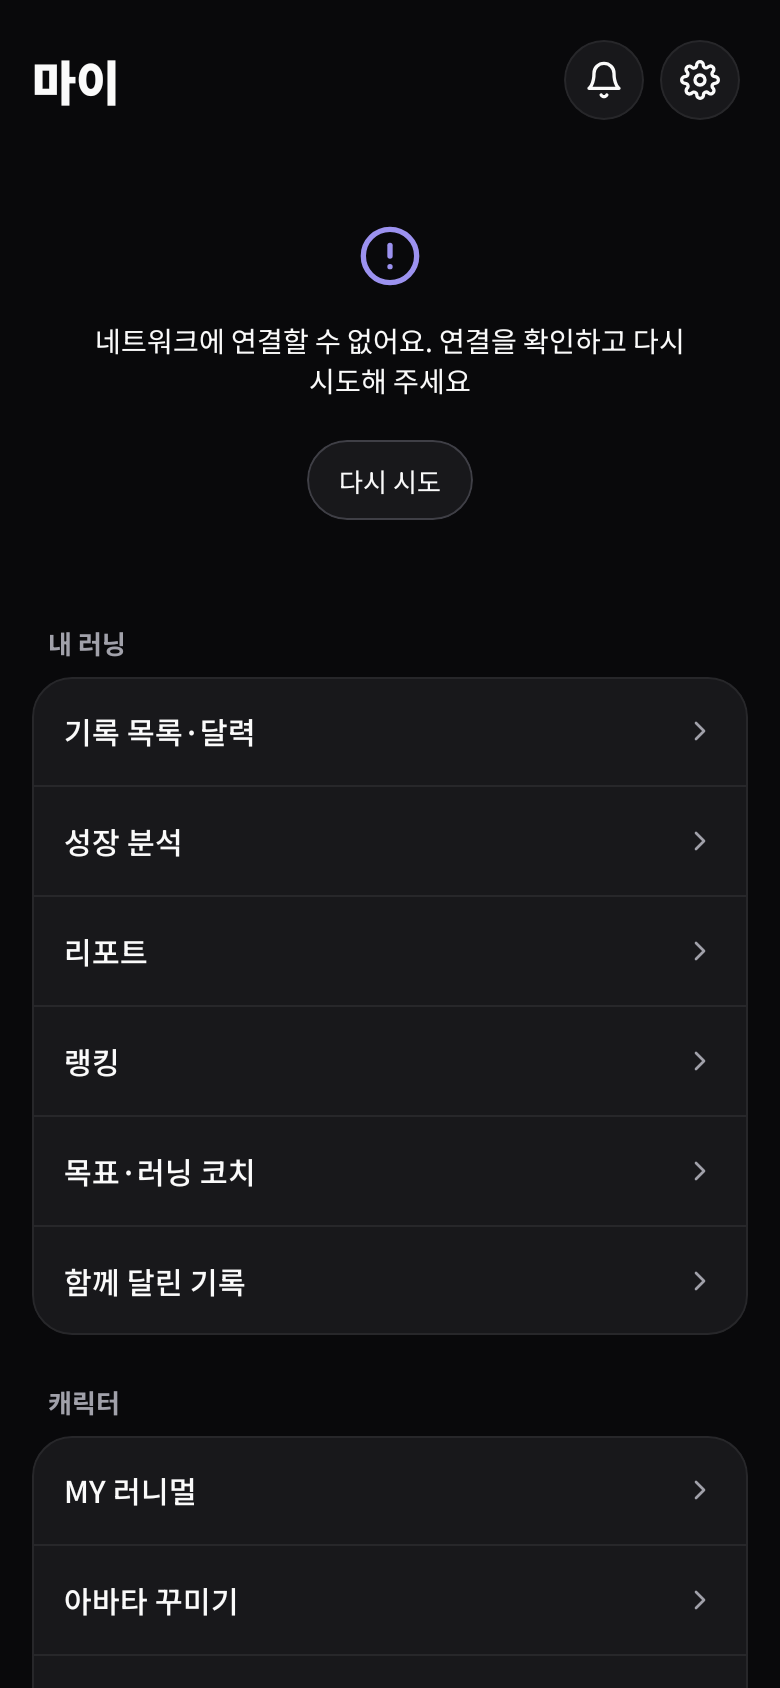 마이
네트워크에 연결할 수 없어요. 연결을 확인하고 다시
시도해 주세요
다시 시도
내 러닝
기록 목록·달력
성장 분석
리포트
랭킹
목표·러닝 코치
함께 달린 기록
캐릭터
MY 러니멀
아바타 꾸미기